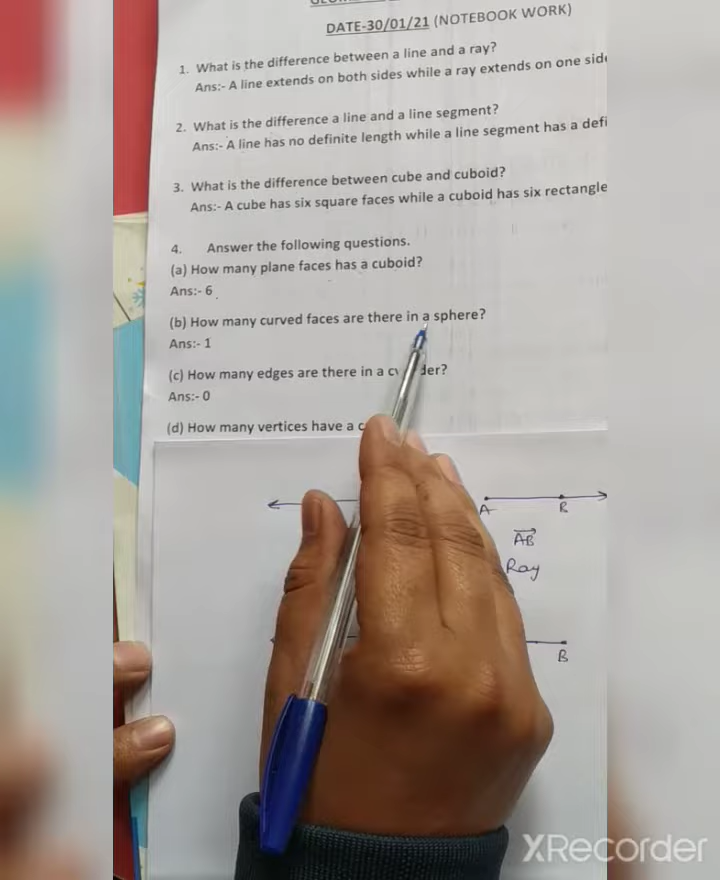 DATE-30/01/21 (NOTEBOOK WORK)
1. What is the difference between a line and a ray?
Ans:- A line extends on both sides while a ray extends on one
2. What is the difference a line and a line segment?
Ans:- A line has no definite length while a line segment has a
3. What is the difference between cube and cuboid?
Ans:- A cube has six square faces while a cuboid has six rectangle
4. Answer the following questions.
(a) How many plane faces has a cuboid?
Ans:- 6
(b) How many curved faces are there in a sphere?
Ans:- 1
(c) How many edges are there in a
Ans:- 0
(d) How many vertices have a
A B
AB
Ray
B
XRecorder